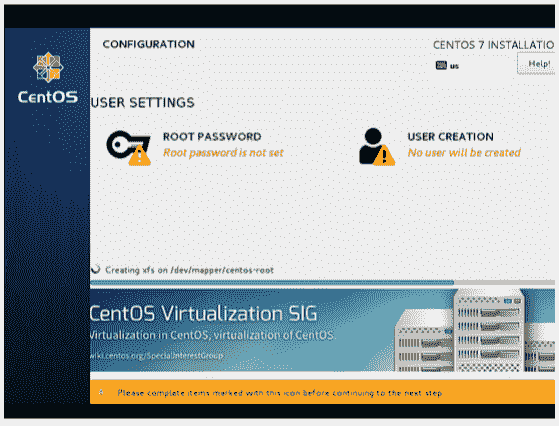 CONFIGURATION
CENTOS 7 INSTALLATIO
us
Help!
CentOS
USER SETTINGS
ROOT PASSWORD
Root password is not set
USER CREATION
No user will be created
Creating xfs on /dev/mapper/centos-root
CentOS Virtualization SIG
Virtualization in CentOS, virtualization of CentOS
wiki.centos.org/SpecialInterestGroup
Please complete items marked with this icon before continuing to the next step.